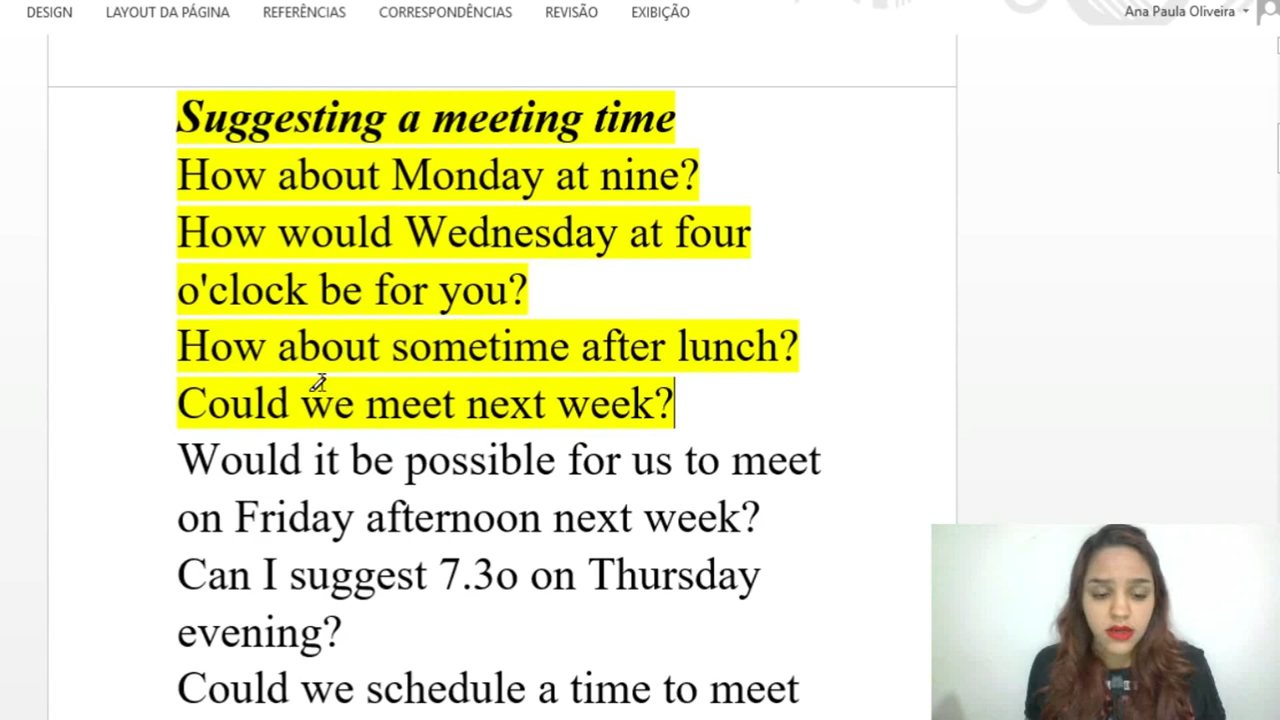 DESIGN LAYOUT DA PÁGINA REFERÊNCIAS CORRESPONDÊNCIAS REVISÃO EXIBIÇÃO Ana Paula Oliveira
Suggesting a meeting time
How about Monday at nine?
How would Wednesday at four
o'clock be for you?
How about sometime after lunch?
Could we meet next week?
Would it be possible for us to meet
on Friday afternoon next week?
Can I suggest 7.3o on Thursday
evening?
Could we schedule a time to meet